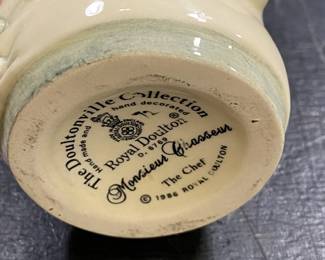 The Doultonville Collection
Hand made and hand decorated
Royal Doulton
D. 6769
Monsieur Chasseur
The Chef
© 1986 ROYAL DOULTON